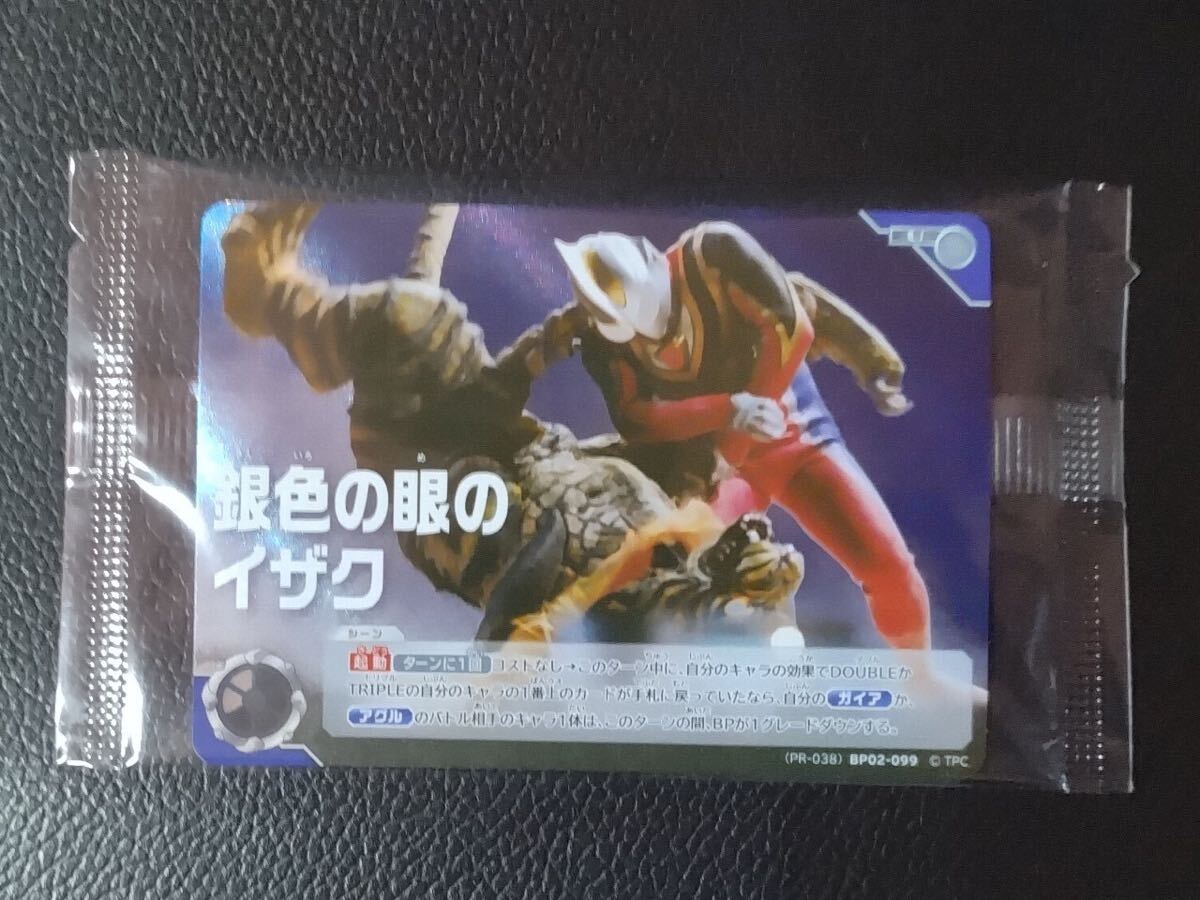 U
いろ め
銀色の眼の
イザク
シーン
起動 ターンに1回 コストなし→このターン中に、自分のキャラの効果でDOUBLEか
TRIPLEの自分のキャラの1番上のカードが手札に戻っていたなら、自分の ガイア か、
アグル のバトル相手のキャラ1体は、このターンの間、BPが1グレードダウンする。
(PR-038) BP02-099 © TPC